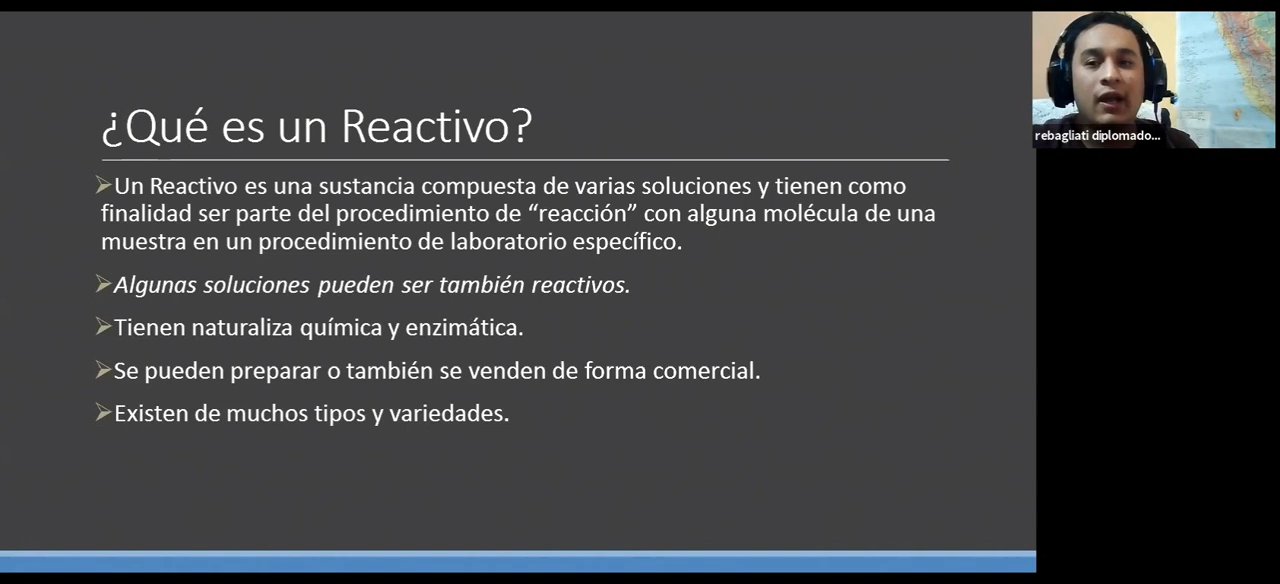 ¿Qué es un Reactivo?
➢Un Reactivo es una sustancia compuesta de varias soluciones y tienen como
finalidad ser parte del procedimiento de “reacción” con alguna molécula de una
muestra en un procedimiento de laboratorio específico.
➢Algunas soluciones pueden ser también reactivos.
➢Tienen naturaliza química y enzimática.
➢Se pueden preparar o también se venden de forma comercial.
➢Existen de muchos tipos y variedades.
rebagliati diplomado...